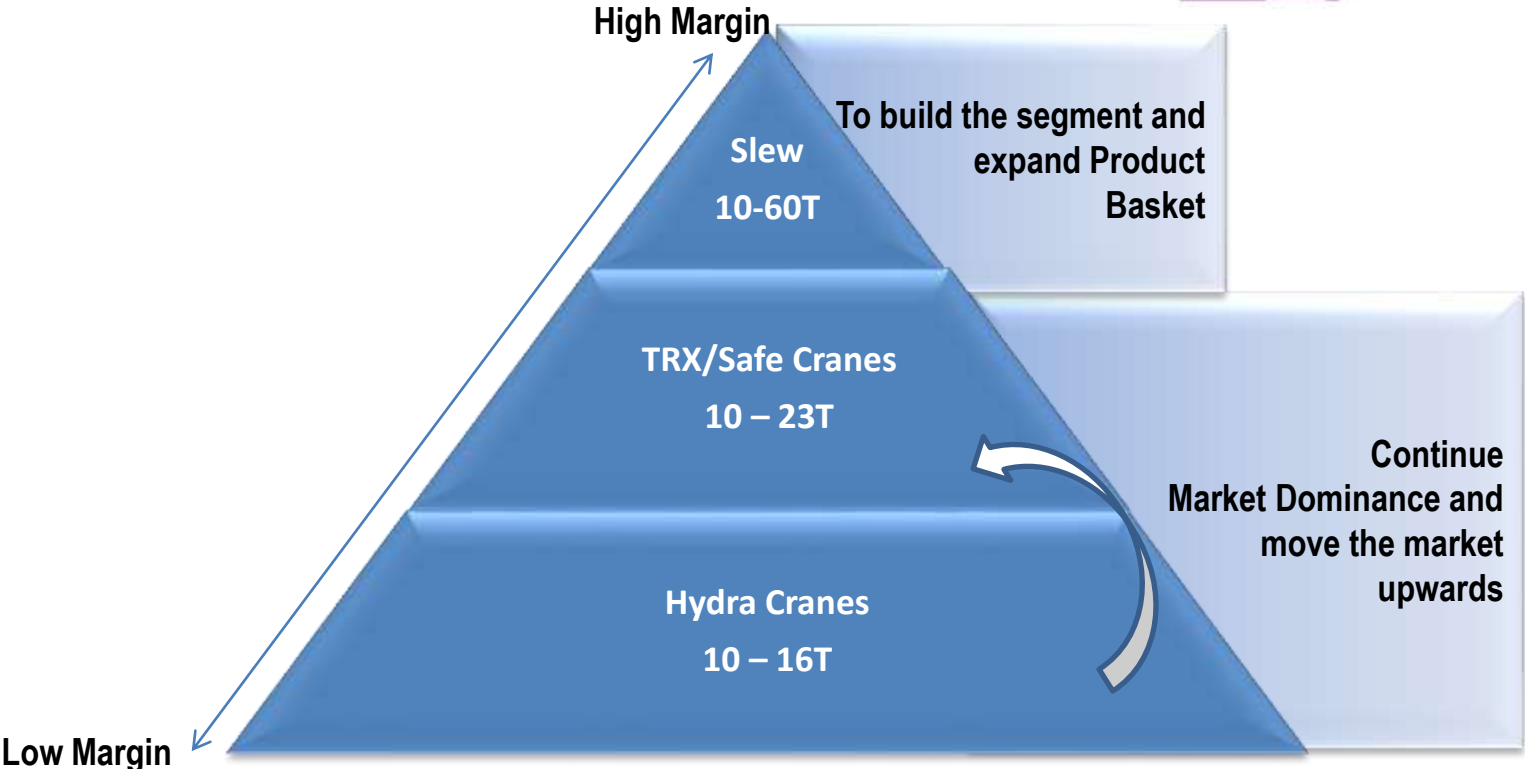 High Margin
To build the segment and
expand Product
Basket
Slew
10-60T
TRX/Safe Cranes
10 – 23T
Continue
Market Dominance and
move the market
upwards
Hydra Cranes
10 – 16T
Low Margin